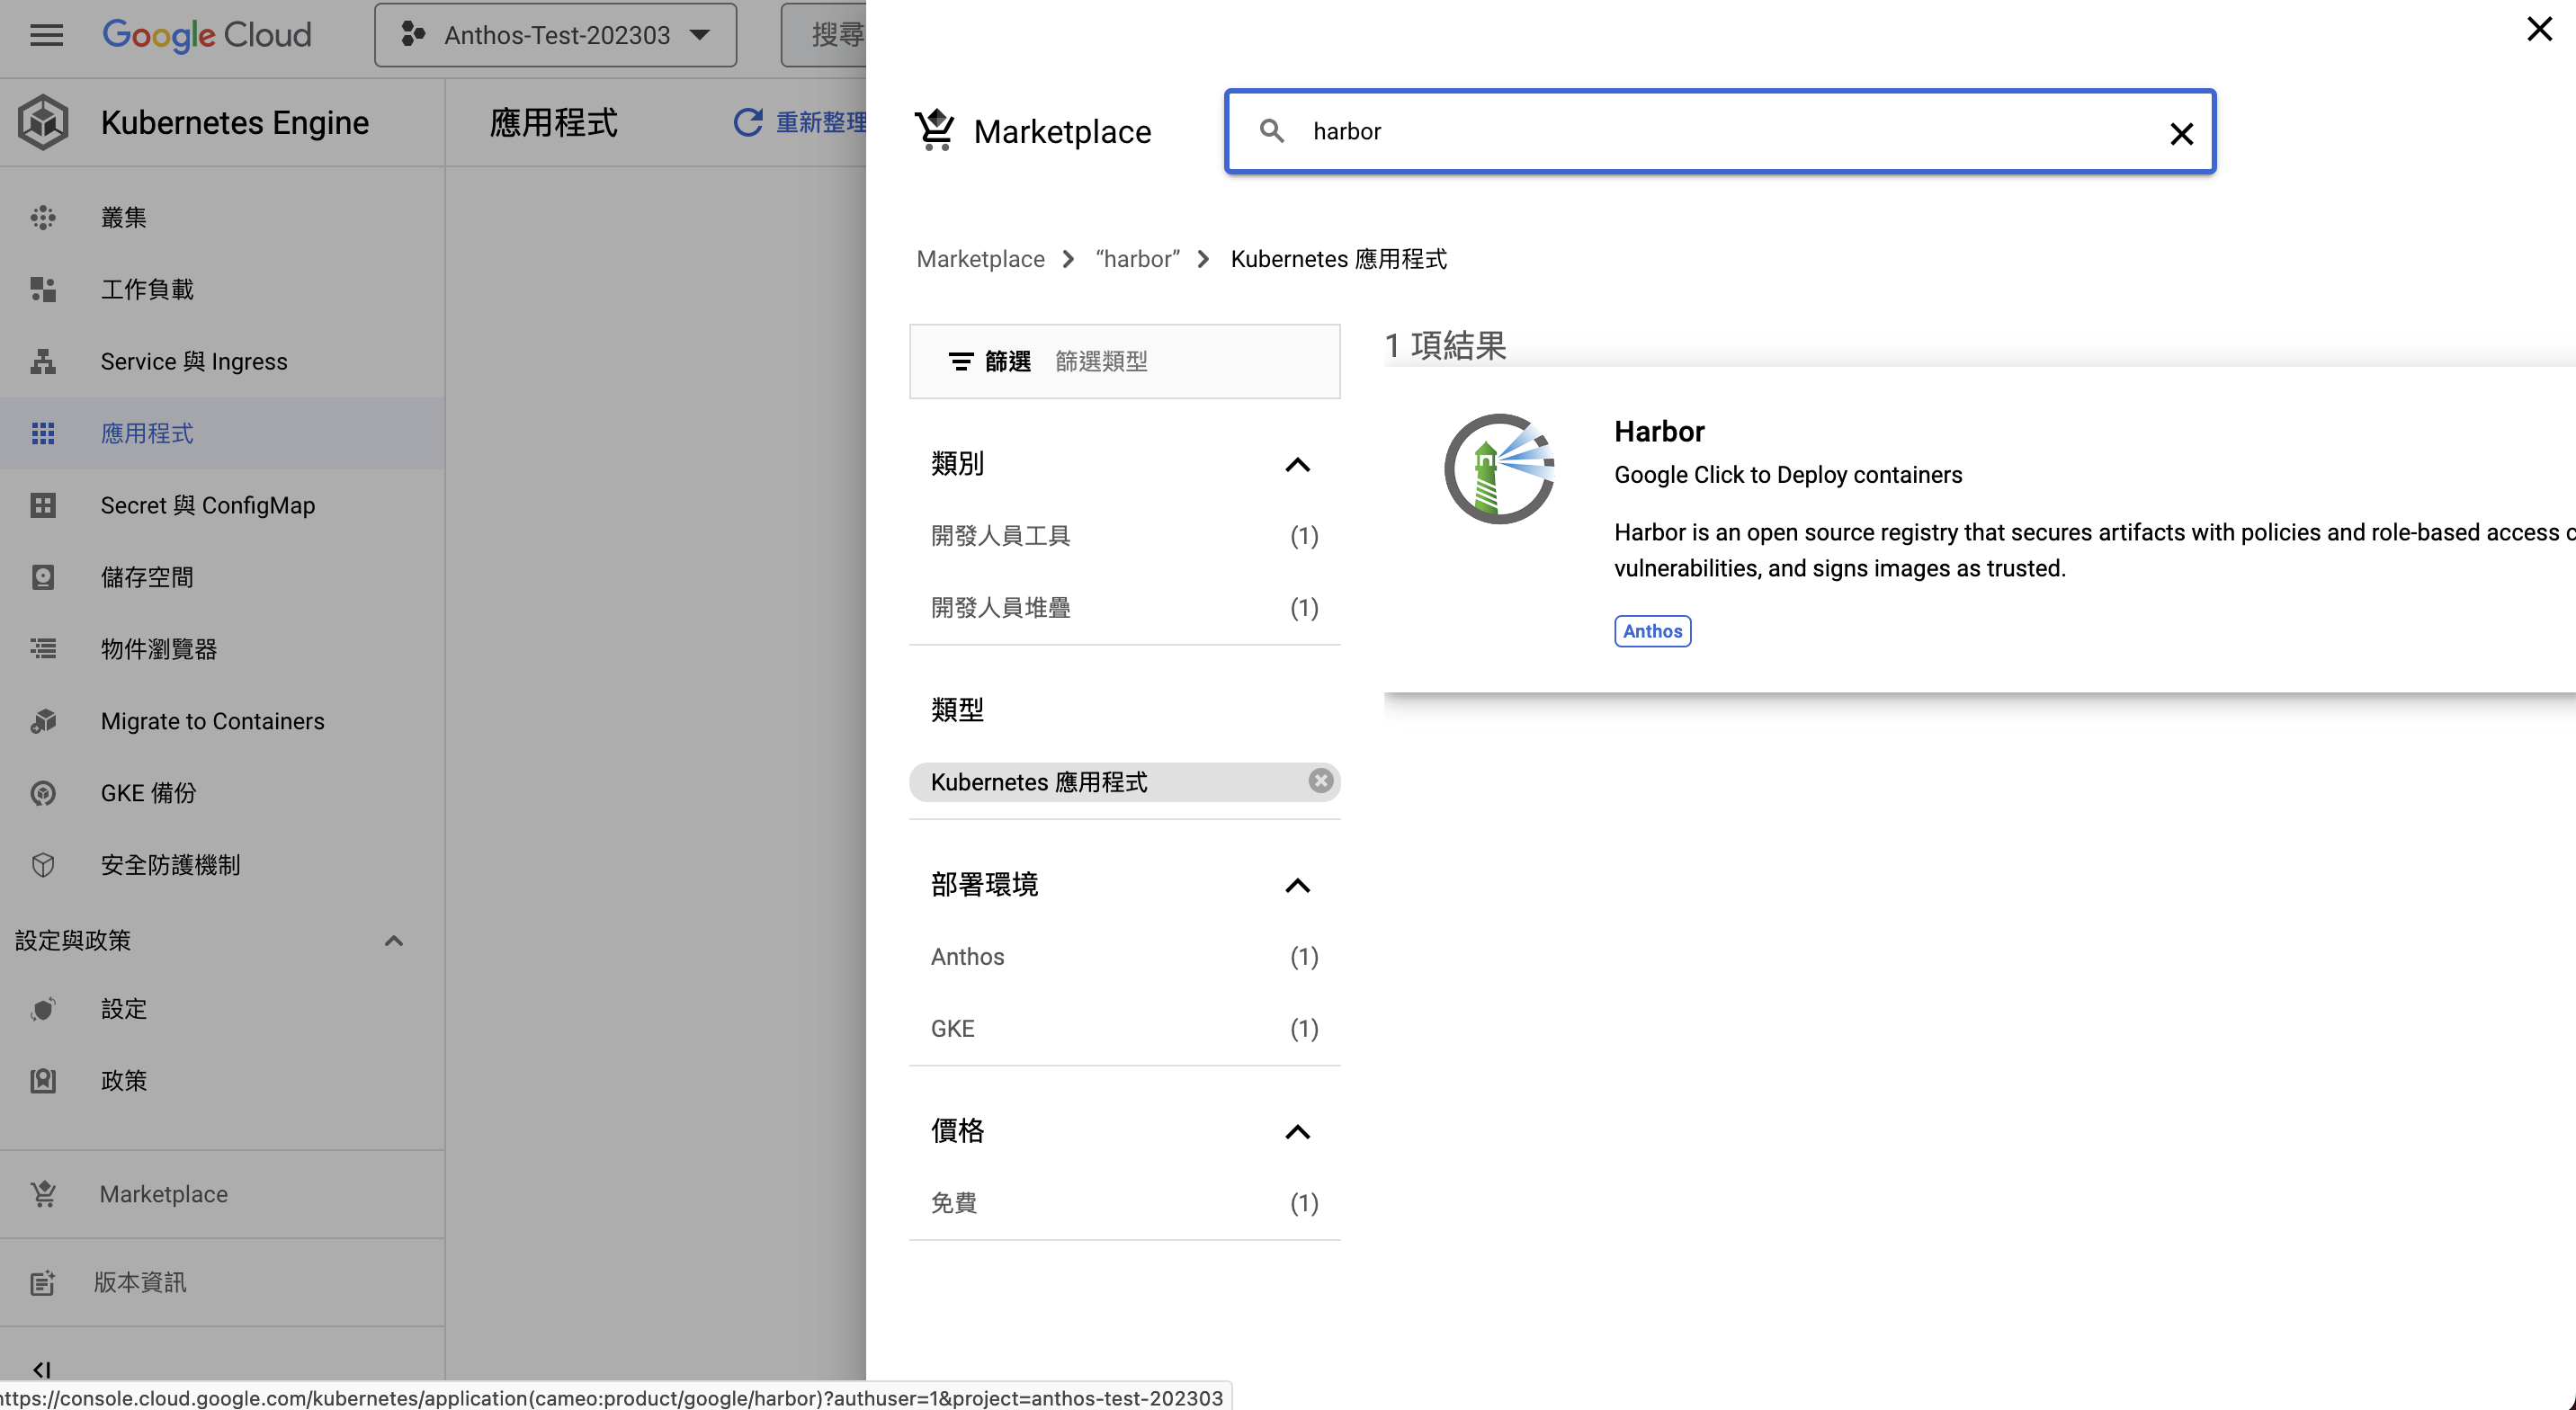 Google Cloud
Anthos-Test-202303
搜尋
Kubernetes Engine
應用程式
重新整理
叢集
工作負載
Service 與 Ingress
應用程式
Secret 與 ConfigMap
儲存空間
物件瀏覽器
Migrate to Containers
GKE 備份
安全防護機制
設定與政策
設定
政策
Marketplace
版本資訊
Marketplace
harbor
Marketplace > “harbor” > Kubernetes 應用程式
篩選 篩選類型
類別
開發人員工具 (1)
開發人員堆疊 (1)
類型
Kubernetes 應用程式
部署環境
Anthos (1)
GKE (1)
價格
免費 (1)
1 項結果
Harbor
Google Click to Deploy containers
Harbor is an open source registry that secures artifacts with policies and role-based access
vulnerabilities, and signs images as trusted.
Anthos
ttps://console.cloud.google.com/kubernetes/application(cameo:product/google/harbor)?authuser=1&project=anthos-test-202303